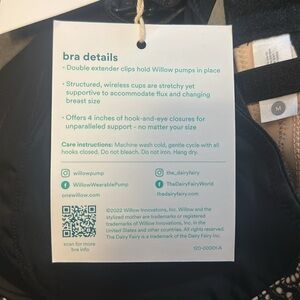 bra details
• Double extender clips hold Willow pumps in place
• Structured, wireless cups are stretchy yet
supportive to accommodate flux and changing
breast size
• Offers 4 inches of hook-and-eye closures for
unparalleled support - no matter your size
Care instructions: Machine wash cold, gentle cycle with all
hooks closed. Do not bleach. Do not iron. Hang dry.
willowpump
the_dairyfairy
WillowWearablePump
TheDairyFairyWorld
onewillow.com
thedairyfairy.com
©2022 Willow Innovations, Inc. Willow and the
stylized mother are trademarks or registered
trademarks of Willow Innovations, Inc. in the
United States and other countries. All rights reserved.
The Dairy Fairy is a trademark of the Dairy Fairy Inc.
scan for more
bra info
120-00001-A
M